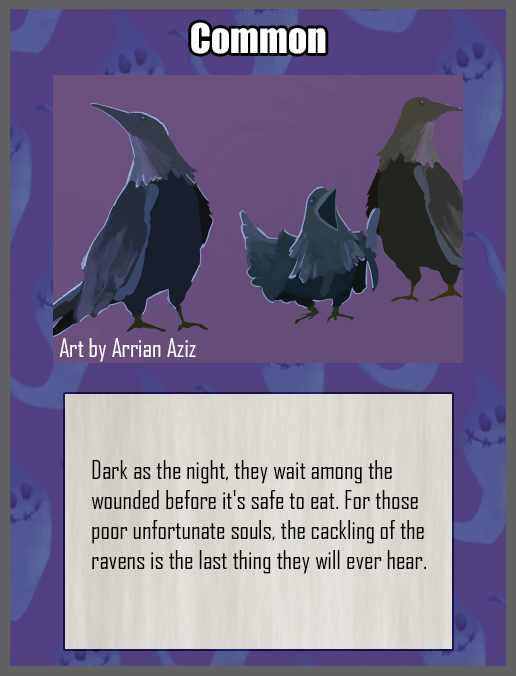 Common
Art by Arrian Aziz
Dark as the night, they wait among the
wounded before it's safe to eat. For those
poor unfortunate souls, the cackling of the
ravens is the last thing they will ever hear.